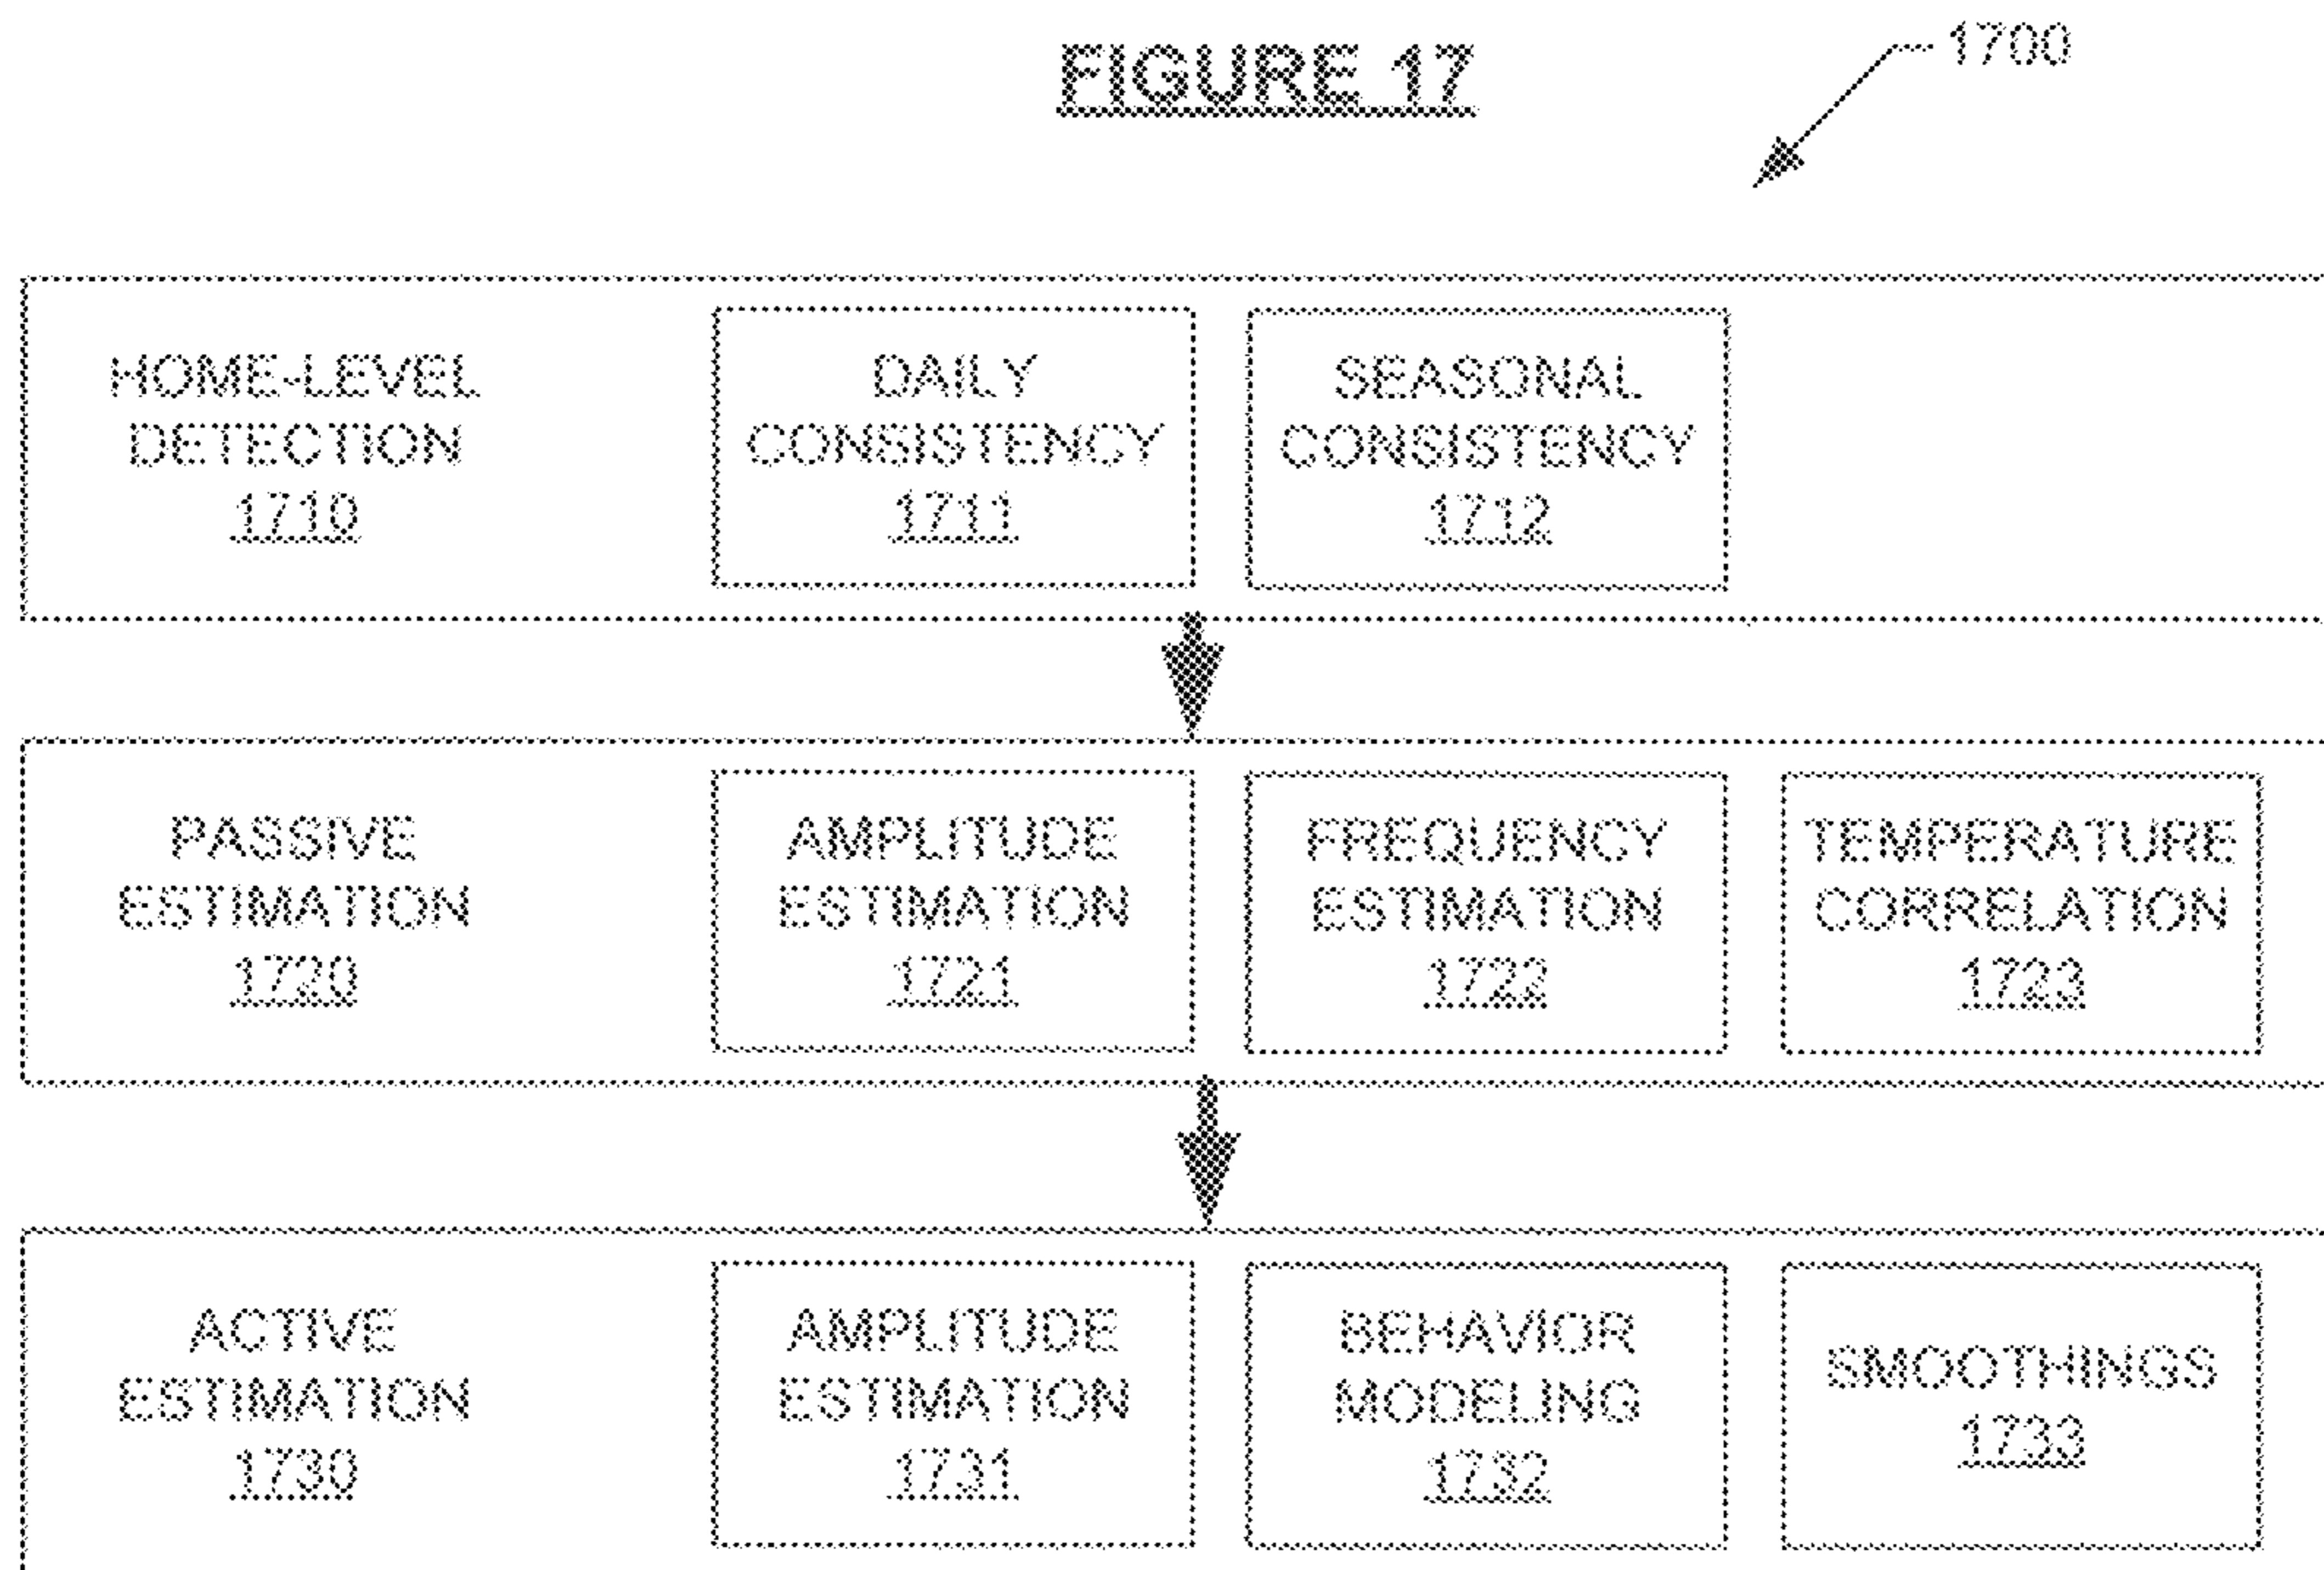 FIGURE 17
1700
HOME-LEVEL
DETECTION
1710
DAILY
CONSISTENCY
1711
SEASONAL
CONSISTENCY
1712
PASSIVE
ESTIMATION
1720
AMPLITUDE
ESTIMATION
1721
FREQUENCY
ESTIMATION
1722
TEMPERATURE
CORRELATION
1723
ACTIVE
ESTIMATION
1730
AMPLITUDE
ESTIMATION
1731
BEHAVIOR
MODELING
1732
SMOOTHINGS
1733